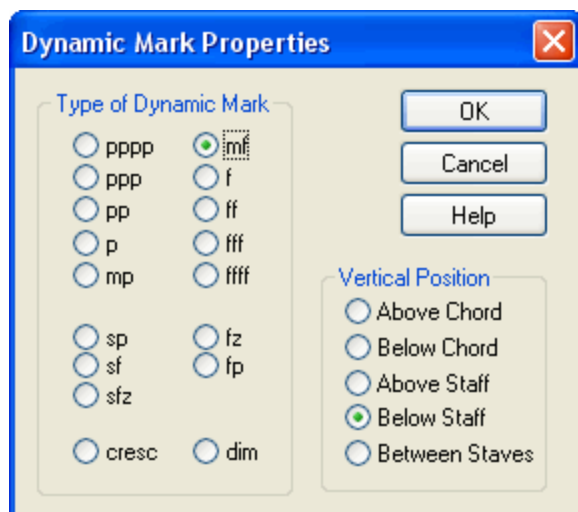 Dynamic Mark Properties
Type of Dynamic Mark
pppp mf
ppp f
pp ff
p fff
mp ffff
sp fz
sf fp
sfz
cresc dim
OK
Cancel
Help
Vertical Position
Above Chord
Below Chord
Above Staff
Below Staff
Between Staves